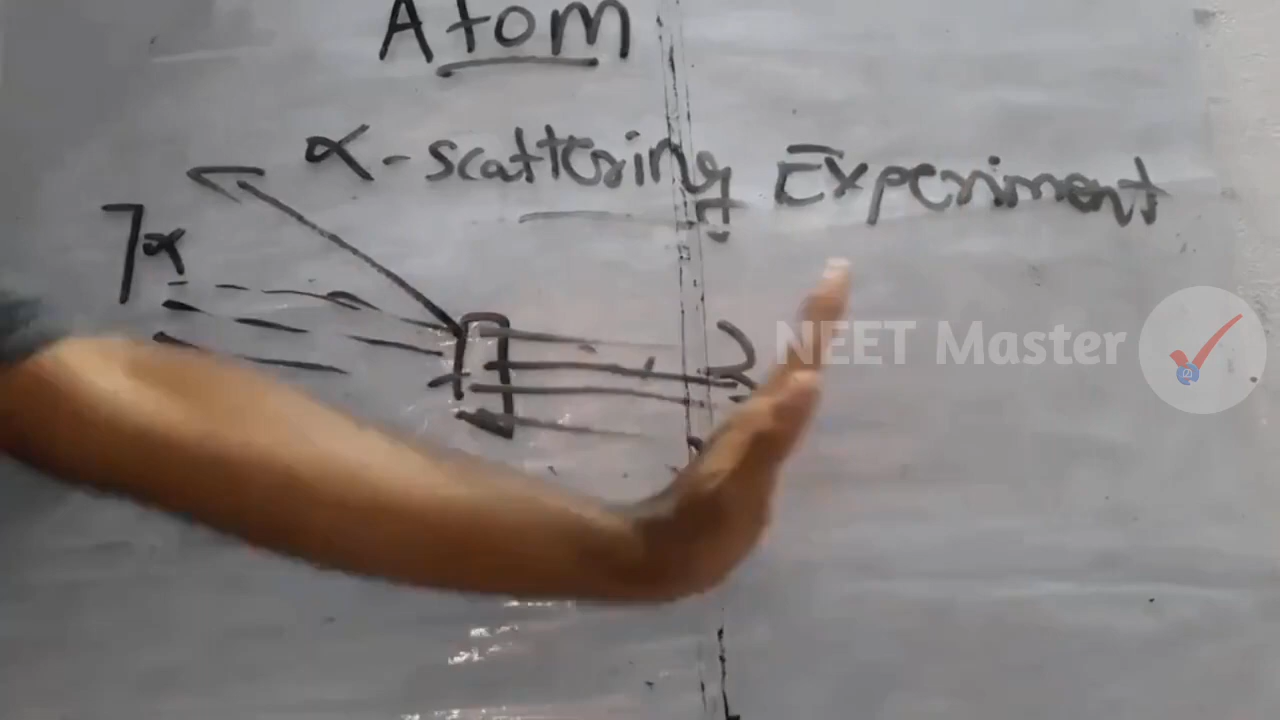 Atom
α-scattering Experiment
α
NEET Master